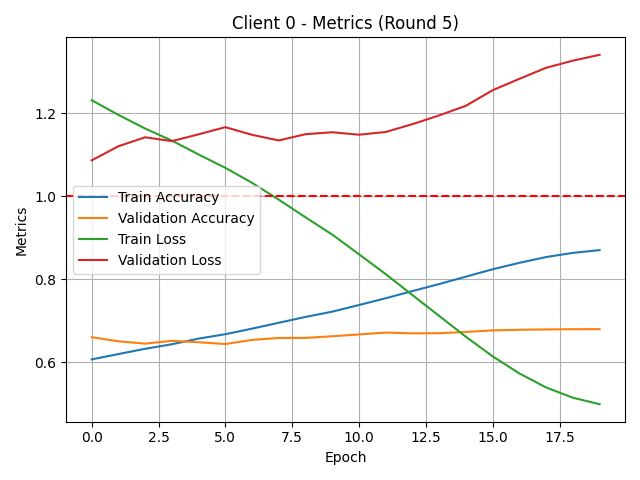 Client 0 - Metrics (Round 5)
Metrics
1.2
1.0
0.8
0.6
Train Accuracy
Validation Accuracy
Train Loss
Validation Loss
0.0 2.5 5.0 7.5 10.0 12.5 15.0 17.5
Epoch